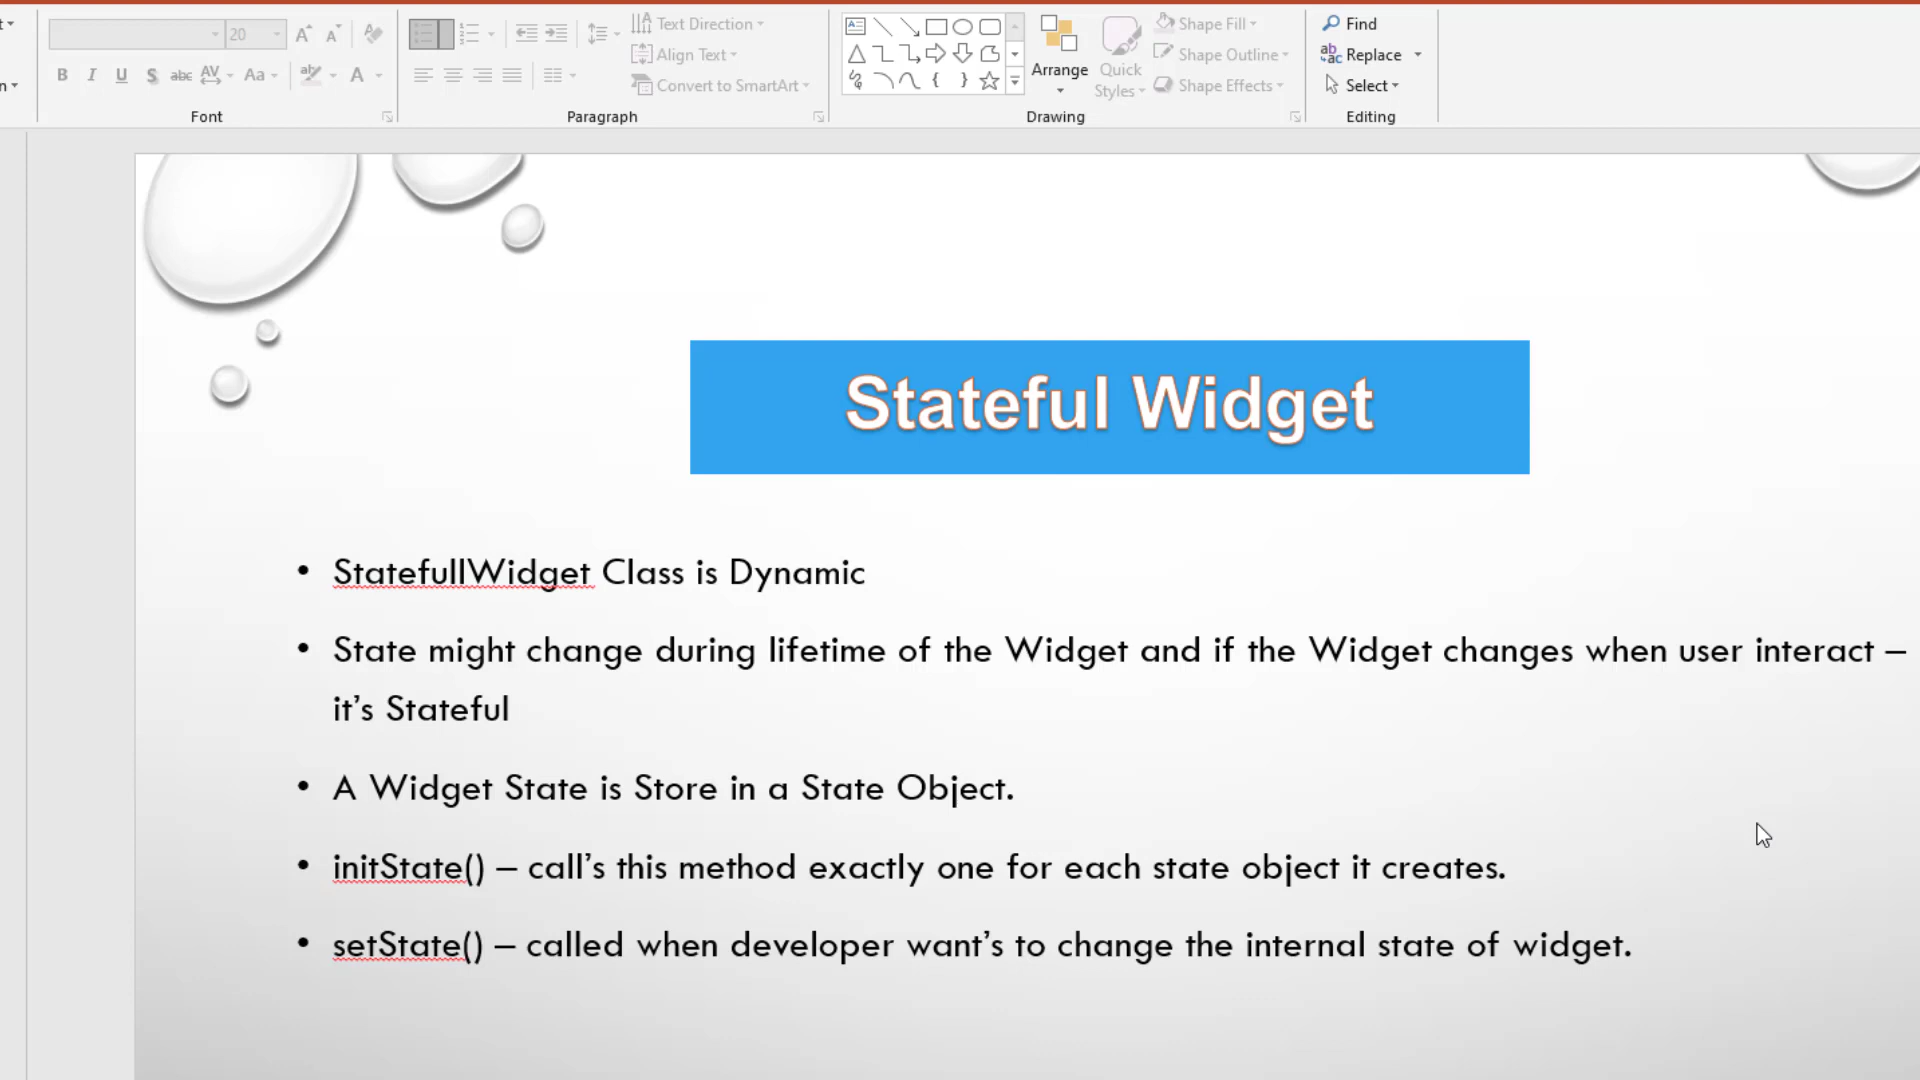 20
Text Direction
Align Text
Convert to SmartArt
B I U S abc AV Aa A
Font
Paragraph
Arrange
Quick
Styles
Shape Fill
Shape Outline
Shape Effects
Drawing
Find
Replace
Select
Editing
Stateful Widget
• StatefullWidget Class is Dynamic
• State might change during lifetime of the Widget and if the Widget changes when user interact –
it’s Stateful
• A Widget State is Store in a State Object.
• initState() – call’s this method exactly one for each state object it creates.
• setState() – called when developer want’s to change the internal state of widget.